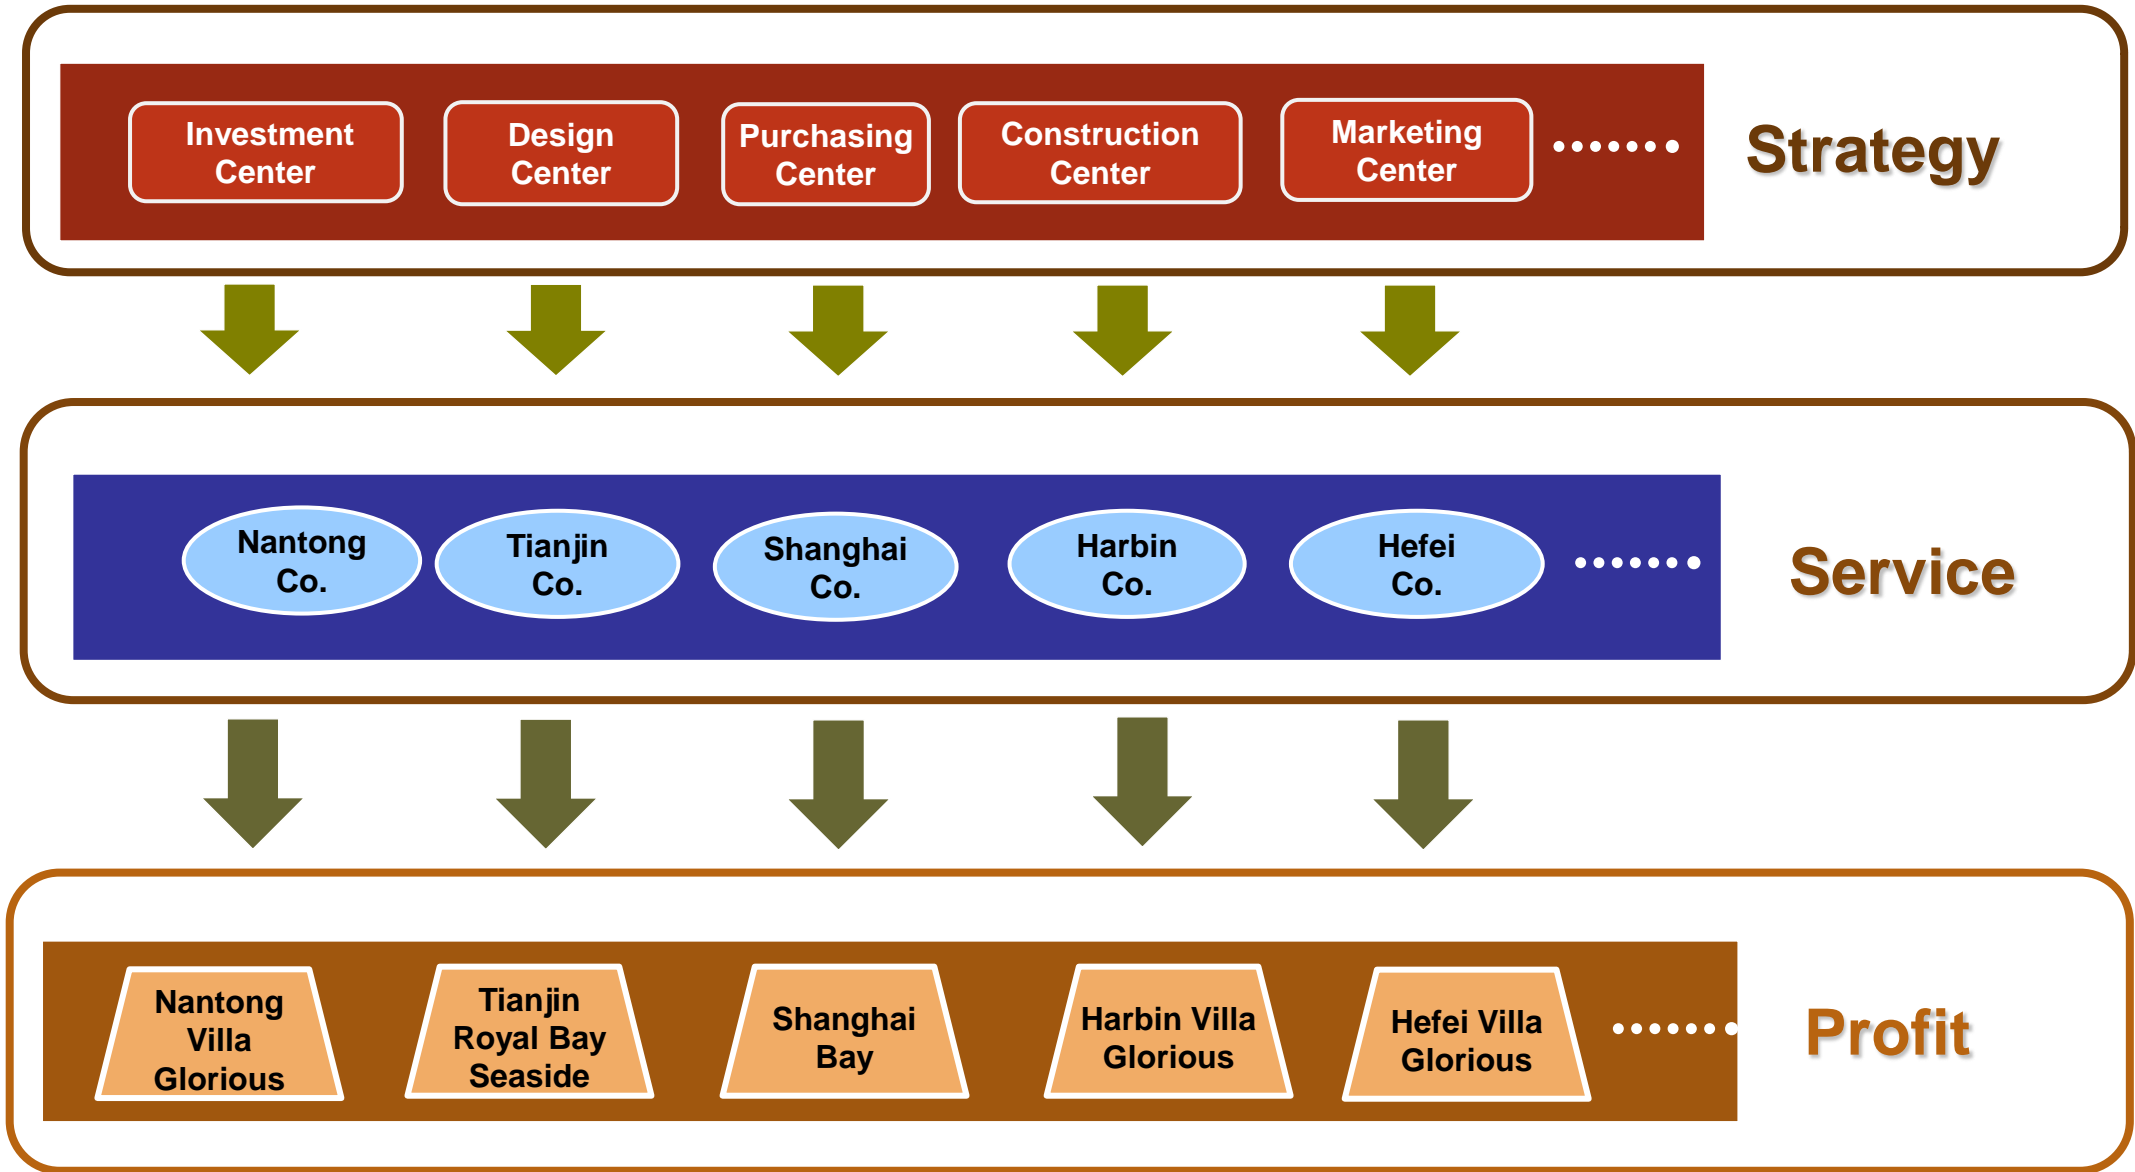 Investment
Center
Design
Center
Purchasing
Center
Construction
Center
Marketing
Center
Strategy
Nantong
Co.
Tianjin
Co.
Shanghai
Co.
Harbin
Co.
Hefei
Co.
Service
Nantong
Villa
Glorious
Tianjin
Royal Bay
Seaside
Shanghai
Bay
Harbin Villa
Glorious
Hefei Villa
Glorious
Profit